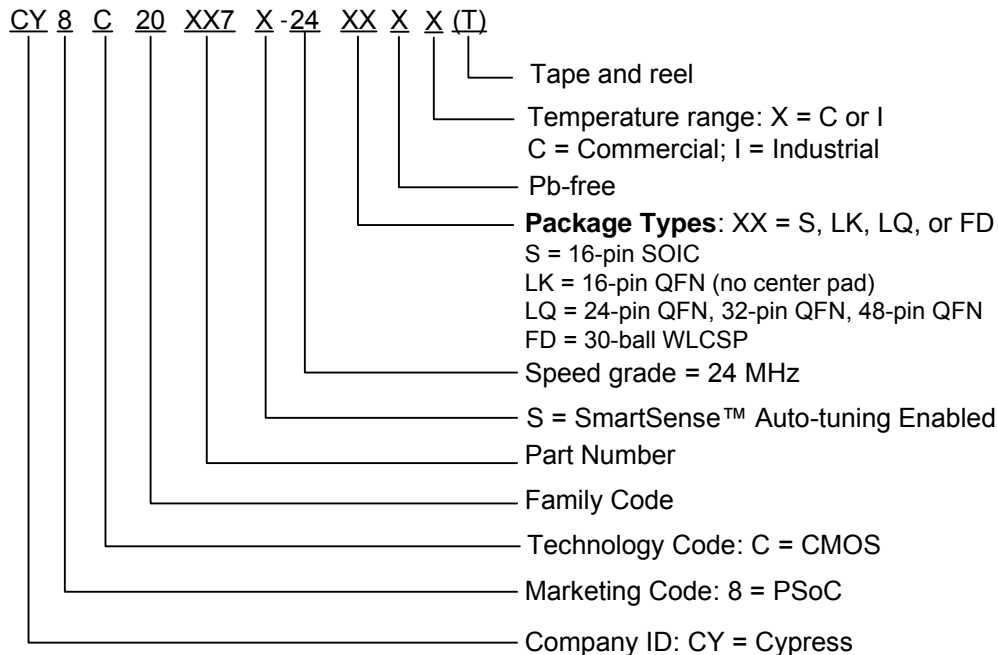 CY 8 C 20 XX7 X - 24 XX X X (T)
Tape and reel
Temperature range: X = C or I
C = Commercial; I = Industrial
Pb-free
Package Types: XX = S, LK, LQ, or FD
S = 16-pin SOIC
LK = 16-pin QFN (no center pad)
LQ = 24-pin QFN, 32-pin QFN, 48-pin QFN
FD = 30-ball WLCSP
Speed grade = 24 MHz
S = SmartSense™ Auto-tuning Enabled
Part Number
Family Code
Technology Code: C = CMOS
Marketing Code: 8 = PSoC
Company ID: CY = Cypress